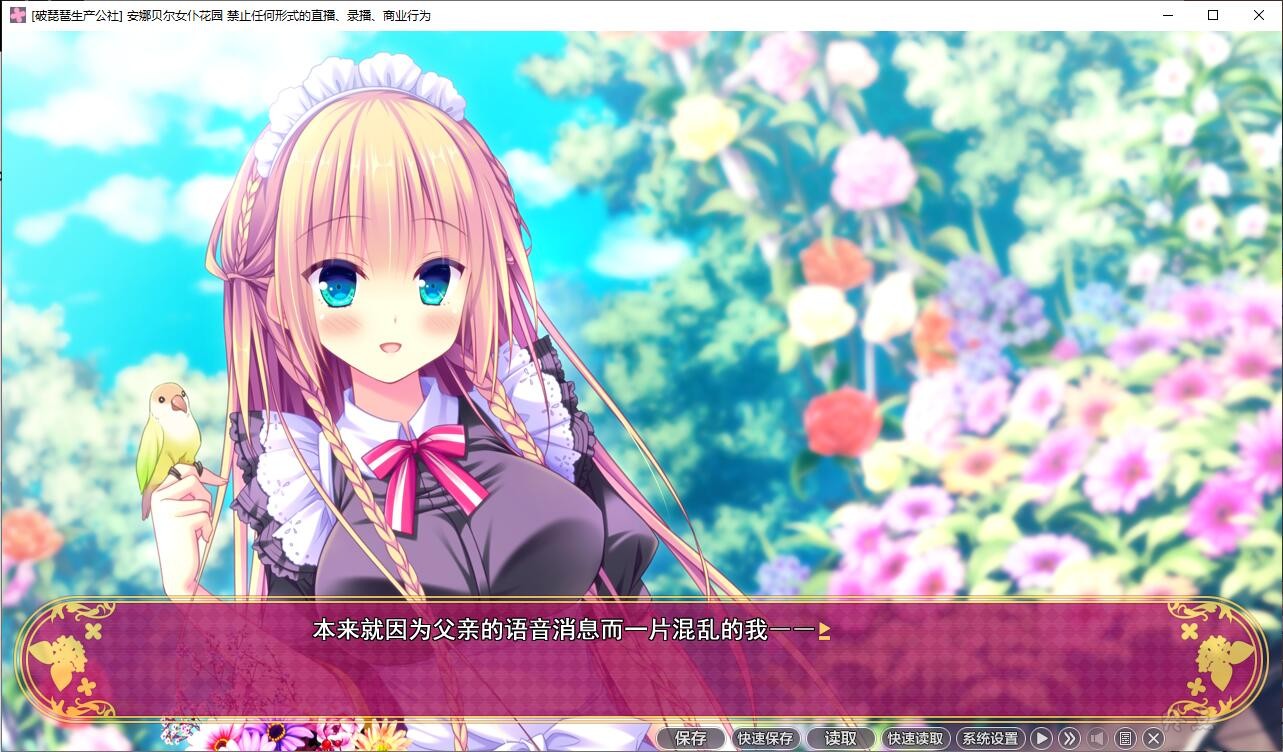 [破琵琶生产公社] 安娜贝尔女仆花园 禁止任何形式的直播、录播、商业行为
本来就因为父亲的语音消息而一片混乱的我——
保存 快速保存 读取 快速读取 系统设置